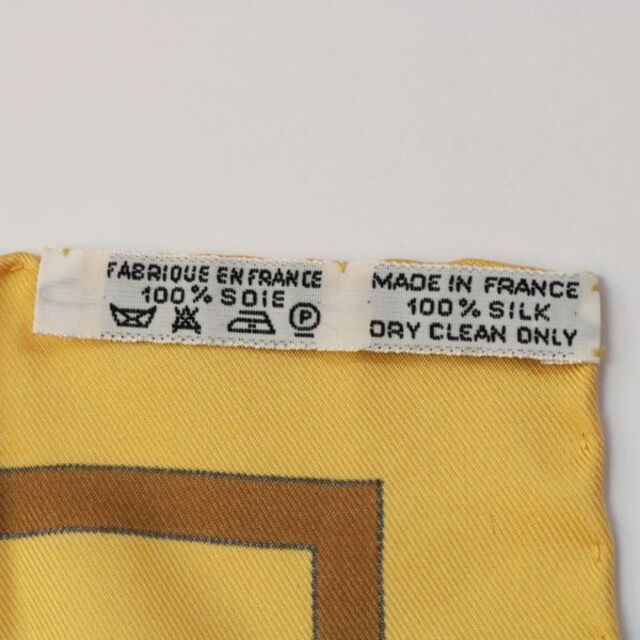 FABRIQUE EN FRANCE
100% SOIE
P
MADE IN FRANCE
100% SILK
DRY CLEAN ONLY